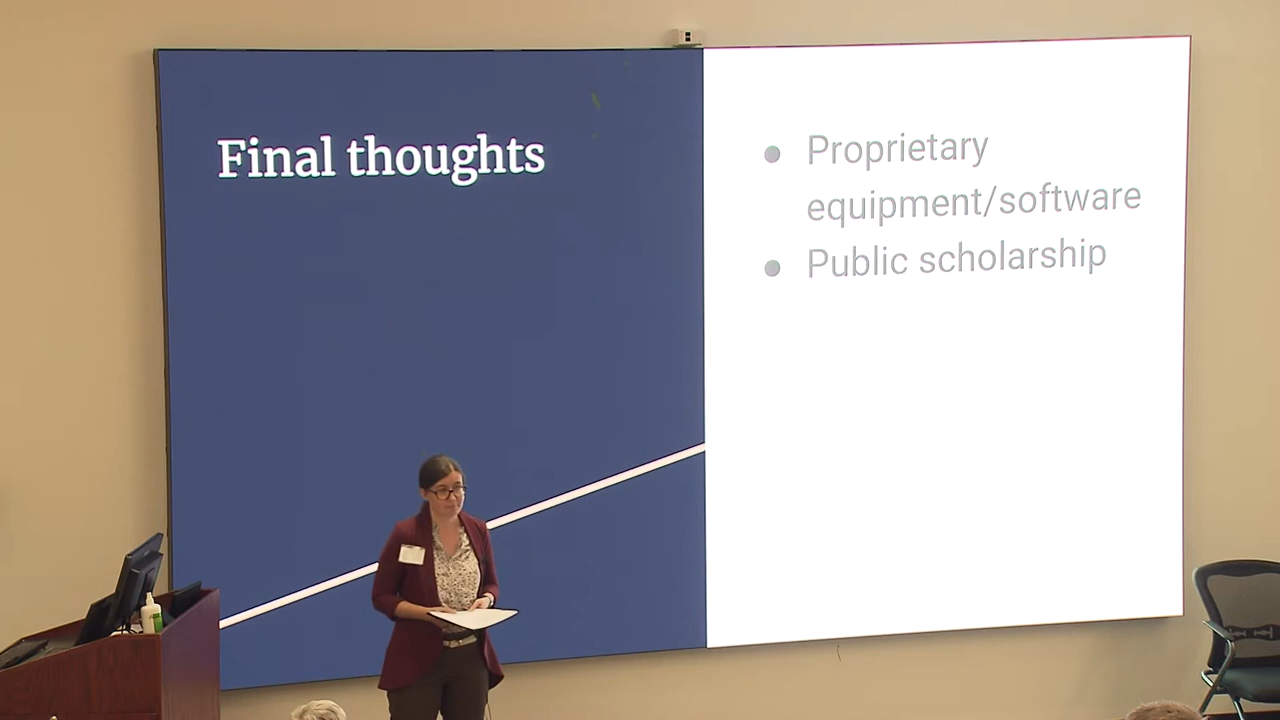 Final thoughts
Proprietary
equipment/software
Public scholarship